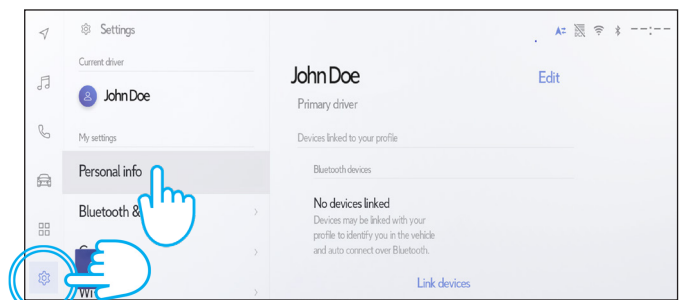 Settings
--:--
Current driver
John Doe
My settings
Personal info
Bluetooth &
John Doe
Edit
Primary driver
Devices linked to your profile
Bluetooth devices
No devices linked
Devices may be linked with your
profile to identify you in the vehicle
and auto connect over Bluetooth.
Link devices